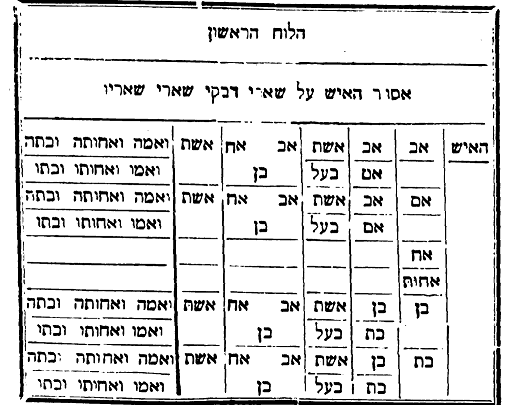 הלוח הראשון
אסור האיש על שארי דבקי שארי שאריו
האיש אב אב אשת אב אח אשת ואמה ואחותה ובתה
אם בעל בן ואמו ואחותו ובתו
אם אב אשת אב אח אשת ואמה ואחותה ובתה
אם בעל בן ואמו ואחותו ובתו
אח
אחות
בן בן אשת אב אח אשת ואמה ואחותה ובתה
בת בעל בן ואמו ואחותו ובתו
בת בן אשת אב אח אשת ואמה ואחותה ובתה
בת בעל בן ואמו ואחותו ובתו